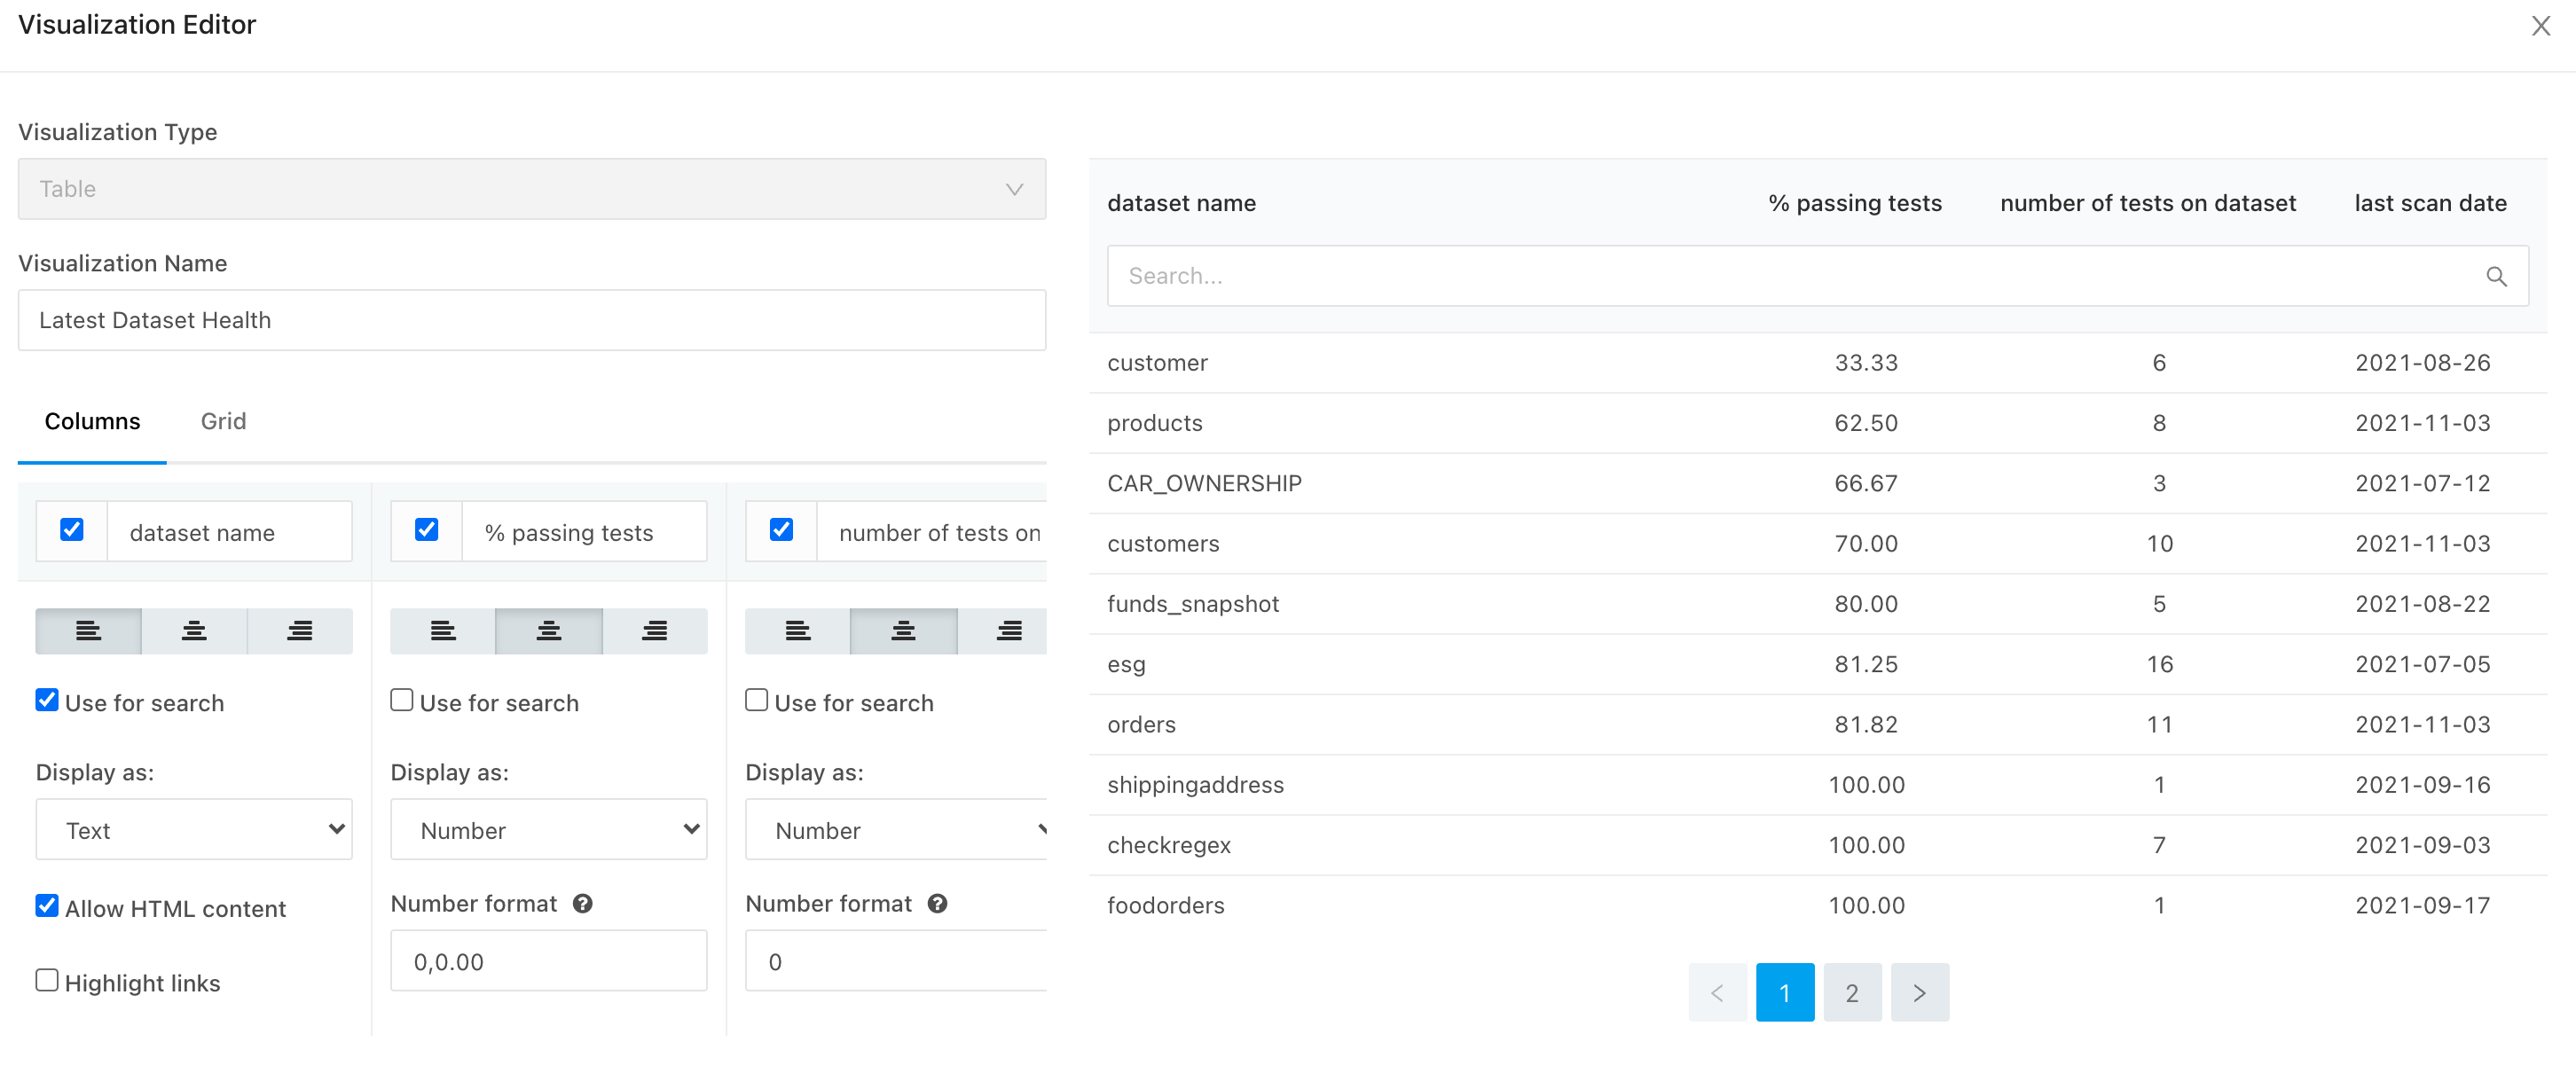 Visualization Editor
Visualization Type
Table
Visualization Name
Latest Dataset Health
Columns Grid
dataset name % passing tests number of tests on
Use for search Use for search Use for search
Display as: Display as: Display as:
Text Number Number
Allow HTML content Number format Number format
0,0.00 0
Highlight links
dataset name % passing tests number of tests on dataset last scan date
Search...
customer 33.33 6 2021-08-26
products 62.50 8 2021-11-03
CAR_OWNERSHIP 66.67 3 2021-07-12
customers 70.00 10 2021-11-03
funds_snapshot 80.00 5 2021-08-22
esg 81.25 16 2021-07-05
orders 81.82 11 2021-11-03
shippingaddress 100.00 1 2021-09-16
checkregex 100.00 7 2021-09-03
foodorders 100.00 1 2021-09-17
< 1 2 >